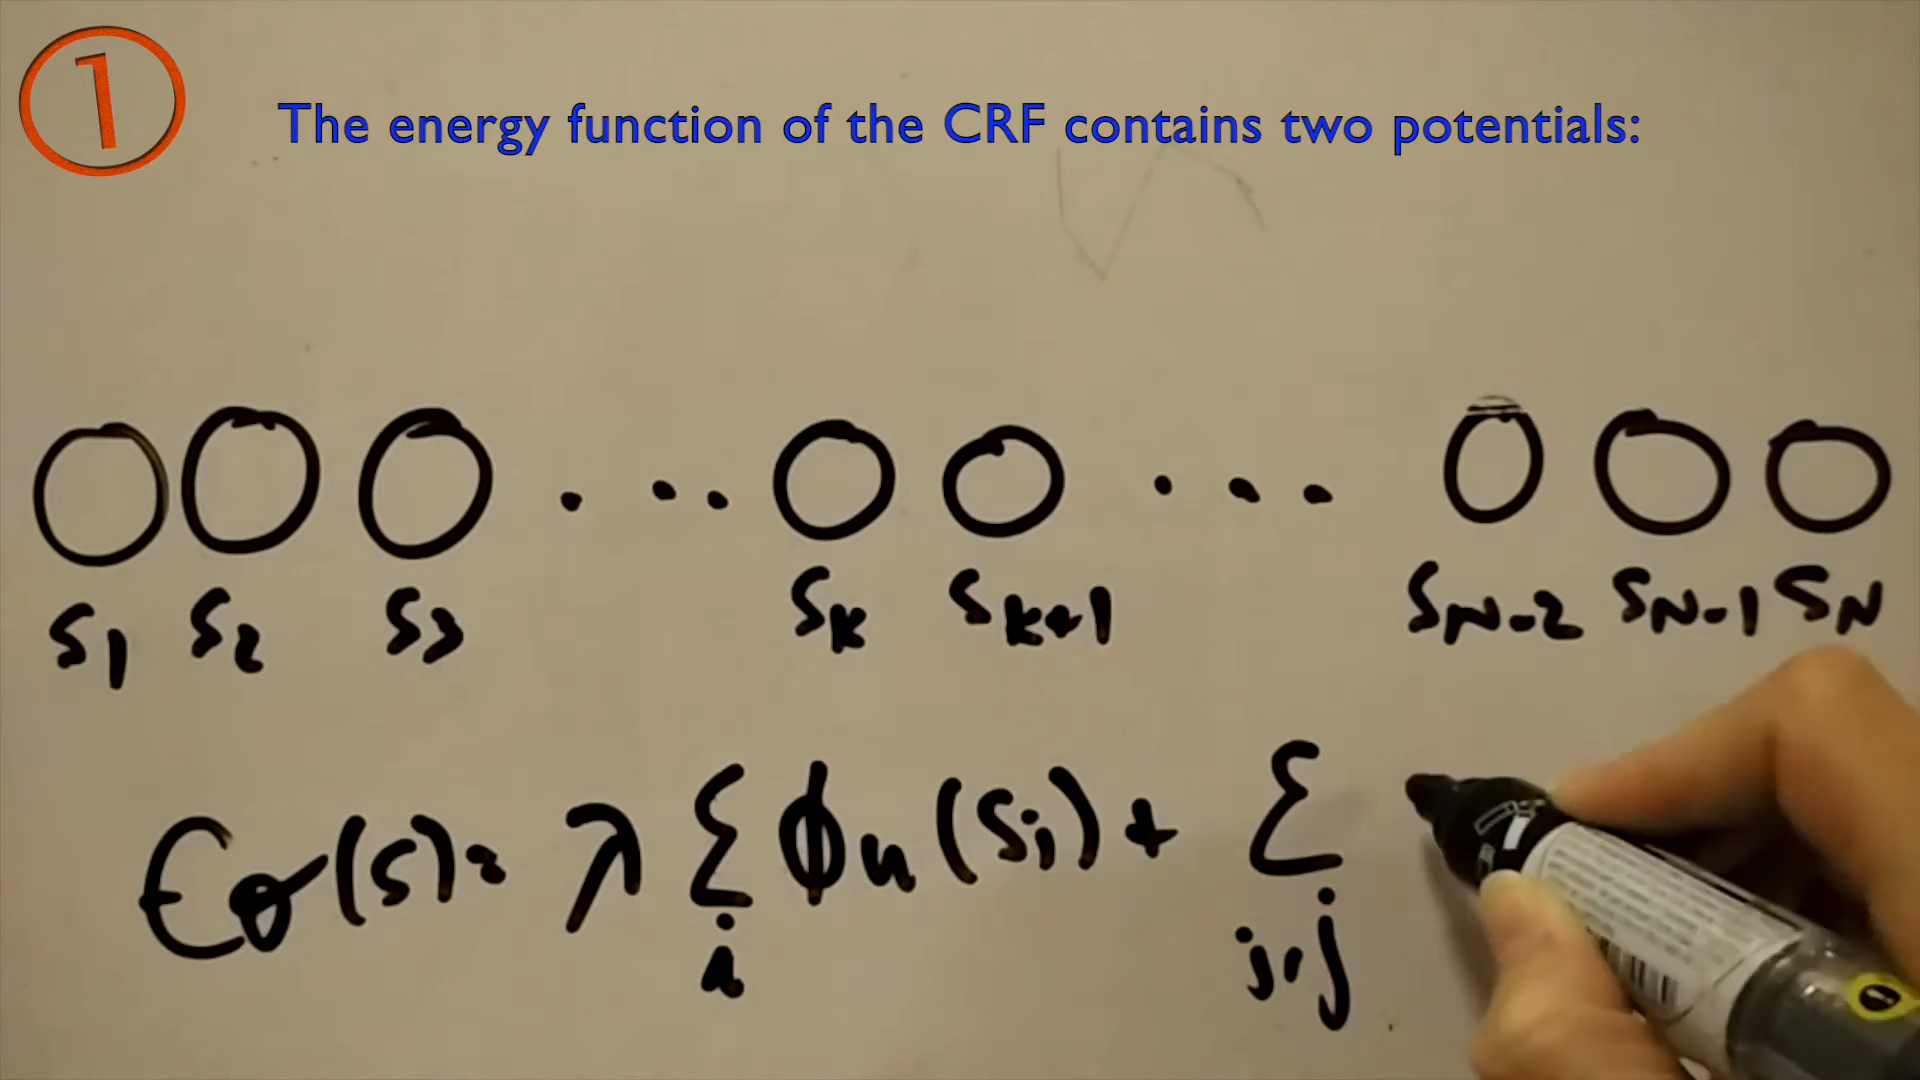 1
The energy function of the CRF contains two potentials:
S1 S2 S3 ... Sk Sk+1 ... SN-2 SN-1 SN
Eσ(s)= λ Σ ϕu(Si) + Σ
i i,j